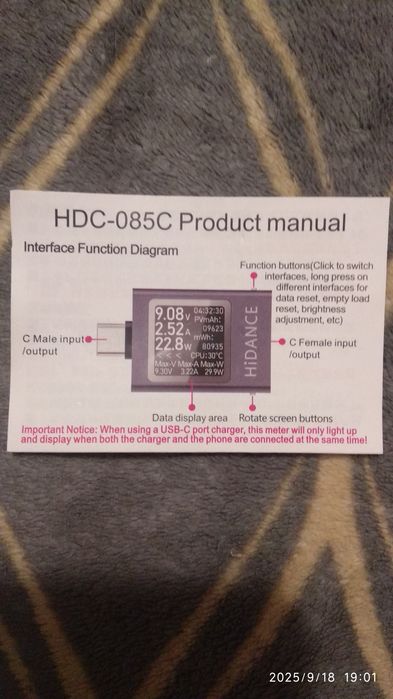 HDC-085C Product manual
Interface Function Diagram
Function buttons(Click to switch
interfaces, long press on
different interfaces for
data reset, empty load
reset, brightness
adjustment, etc)
9.08V 04:32:30
PVmAh:
2.52A 09623
mWh:
22.8W 80935
< < < CPU:30°C
Max-V Max-A Max-W
9.30V 3.22A 29.9W
HiDANCE
C Male input
/output
C Female input
/output
Data display area
Rotate screen buttons
Important Notice: When using a USB-C port charger, this meter will only light up
and display when both the charger and the phone are connected at the same time!
2025/9/18 19:01